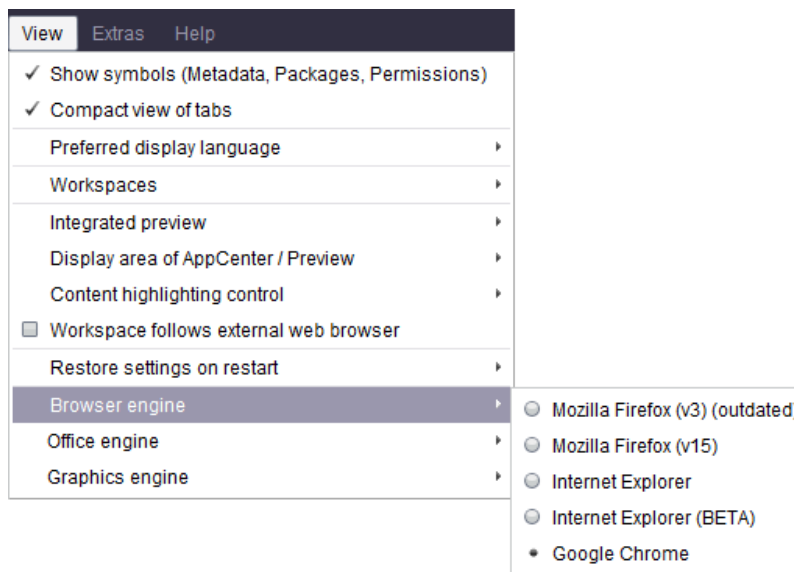 View Extras Help
Show symbols (Metadata, Packages, Permissions)
Compact view of tabs
Preferred display language
Workspaces
Integrated preview
Display area of AppCenter / Preview
Content highlighting control
Workspace follows external web browser
Restore settings on restart
Browser engine
Office engine
Graphics engine
Mozilla Firefox (v3) (outdated)
Mozilla Firefox (v15)
Internet Explorer
Internet Explorer (BETA)
Google Chrome